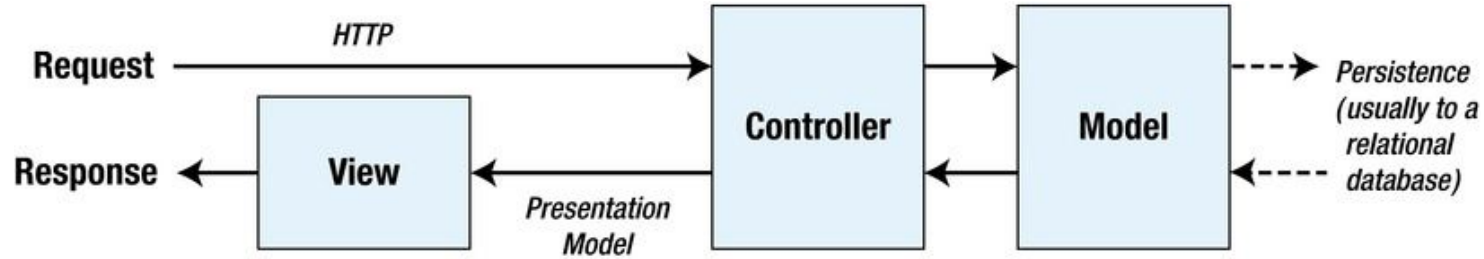 HTTP
Request
Response
View
Presentation
Model
Controller
Model
Persistence
(usually to a
relational
database)